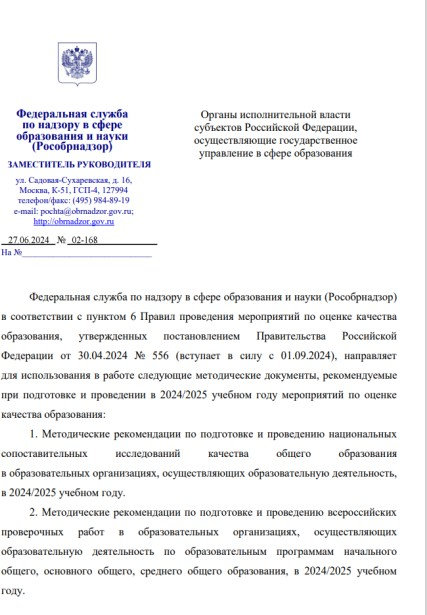 Федеральная служба
по надзору в сфере
образования и науки
(Рособрнадзор)
ЗАМЕСТИТЕЛЬ РУКОВОДИТЕЛЯ
ул. Садовая-Сухаревская, д. 16,
Москва, К-51, ГСП-4, 127994
телефон/факс: (495) 984-89-19
e-mail: pochta@obrnadzor.gov.ru;
http://obrnadzor.gov.ru
27.06.2024 № 02-168
На №
Органы исполнительной власти
субъектов Российской Федерации,
осуществляющие государственное
управление в сфере образования
Федеральная служба по надзору в сфере образования и науки (Рособрнадзор)
в соответствии с пунктом 6 Правил проведения мероприятий по оценке качества
образования, утвержденных постановлением Правительства Российской
Федерации от 30.04.2024 № 556 (вступает в силу с 01.09.2024), направляет
для использования в работе следующие методические документы, рекомендуемые
при подготовке и проведении в 2024/2025 учебном году мероприятий по оценке
качества образования:
1. Методические рекомендации по подготовке и проведению национальных
сопоставительных исследований качества общего образования
в образовательных организациях, осуществляющих образовательную деятельность,
в 2024/2025 учебном году.
2. Методические рекомендации по подготовке и проведению всероссийских
проверочных работ в образовательных организациях, осуществляющих
образовательную деятельность по образовательным программам начального
общего, основного общего, среднего общего образования, в 2024/2025 учебном
году.